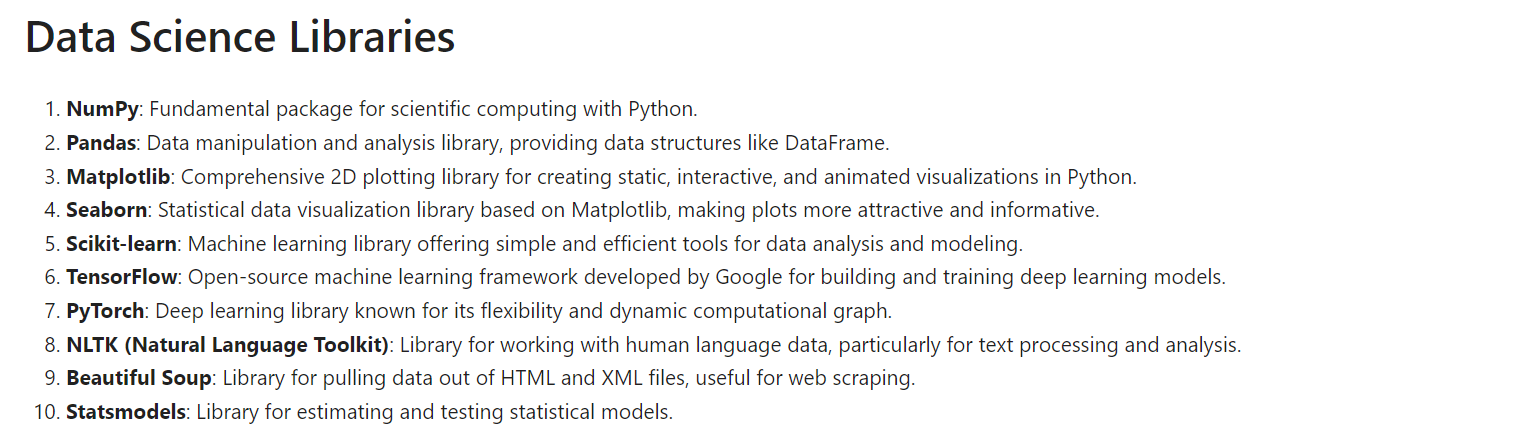 Data Science Libraries
1. NumPy: Fundamental package for scientific computing with Python.
2. Pandas: Data manipulation and analysis library, providing data structures like DataFrame.
3. Matplotlib: Comprehensive 2D plotting library for creating static, interactive, and animated visualizations in Python.
4. Seaborn: Statistical data visualization library based on Matplotlib, making plots more attractive and informative.
5. Scikit-learn: Machine learning library offering simple and efficient tools for data analysis and modeling.
6. TensorFlow: Open-source machine learning framework developed by Google for building and training deep learning models.
7. PyTorch: Deep learning library known for its flexibility and dynamic computational graph.
8. NLTK (Natural Language Toolkit): Library for working with human language data, particularly for text processing and analysis.
9. Beautiful Soup: Library for pulling data out of HTML and XML files, useful for web scraping.
10. Statsmodels: Library for estimating and testing statistical models.